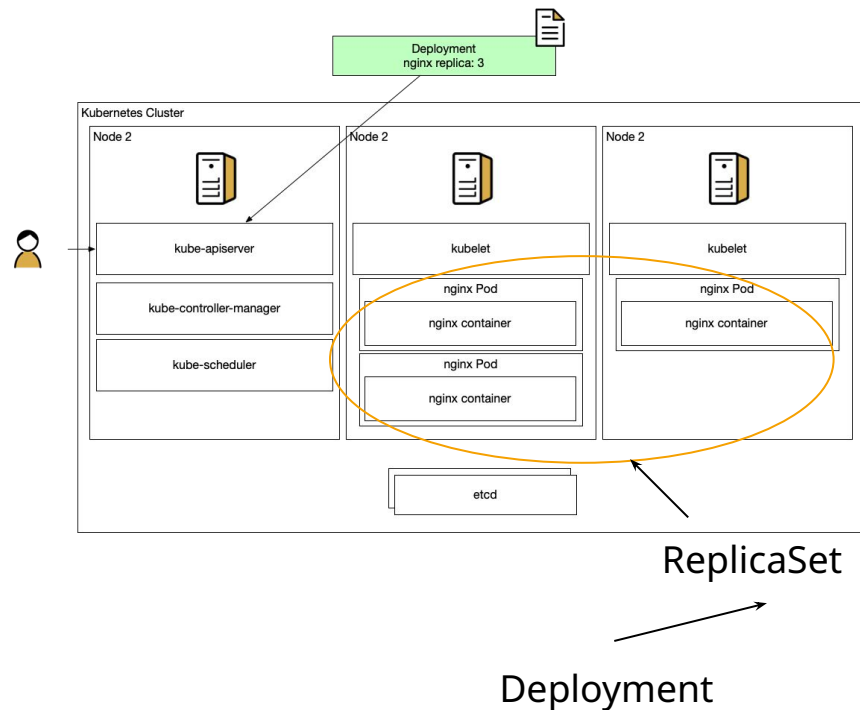 Deployment
nginx replica: 3
Kubernetes Cluster
Node 2
Node 2
Node 2
kube-apiserver
kubelet
kubelet
nginx Pod
nginx Pod
kube-controller-manager
nginx container
nginx container
kube-scheduler
nginx Pod
nginx container
etcd
ReplicaSet
Deployment